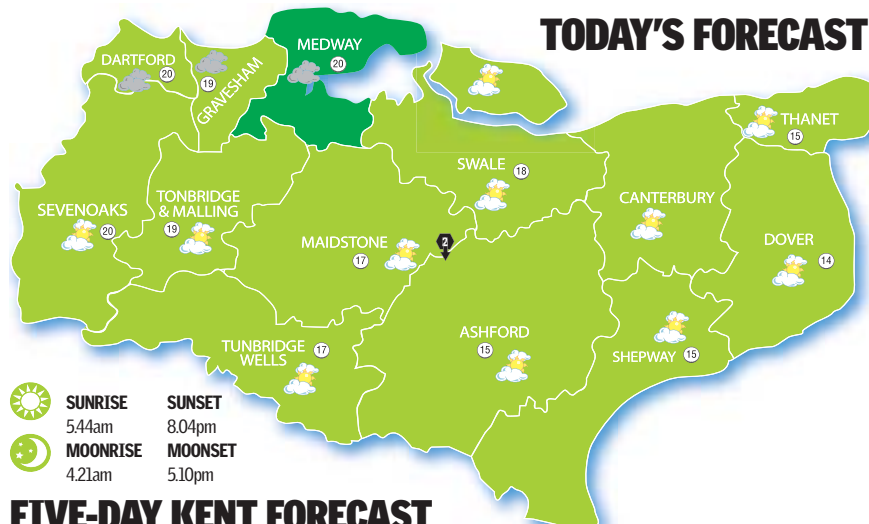 TODAY'S FORECAST
MEDWAY
20
DARTFORD
20
19
GRAVESHAM
THANET
15
SWALE
18
CANTERBURY
SEVENOAKS
20
TONBRIDGE
& MALLING
19
MAIDSTONE
17
2
DOVER
14
TUNBRIDGE
WELLS
17
ASHFORD
15
SHEPWAY
15
SUNRISE SUNSET
5.44am 8.04pm
MOONRISE MOONSET
4.21am 5.10pm
FIVE-DAY KENT FORECAST